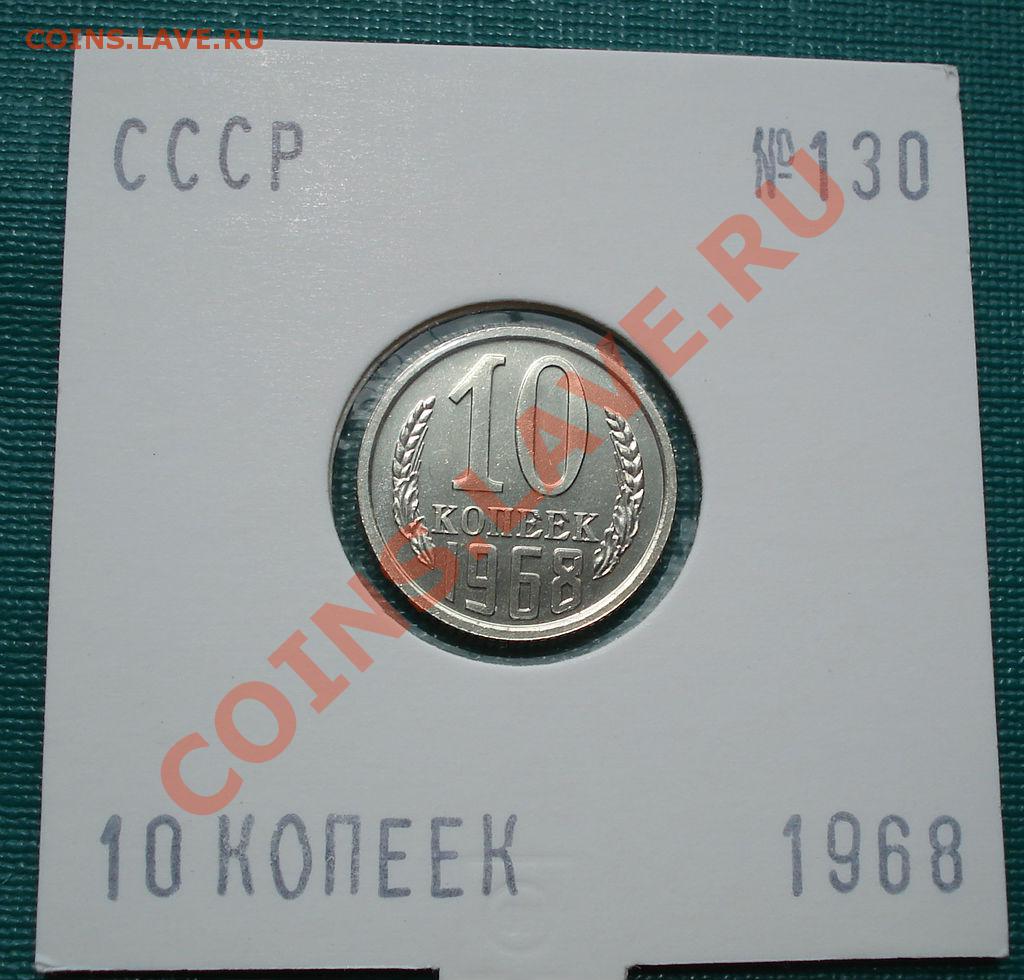 COINS.LAVE.RU
СССР №130
10
КОПЕЕК
1968
COINS.LAVE.RU
10 КОПЕЕК 1968